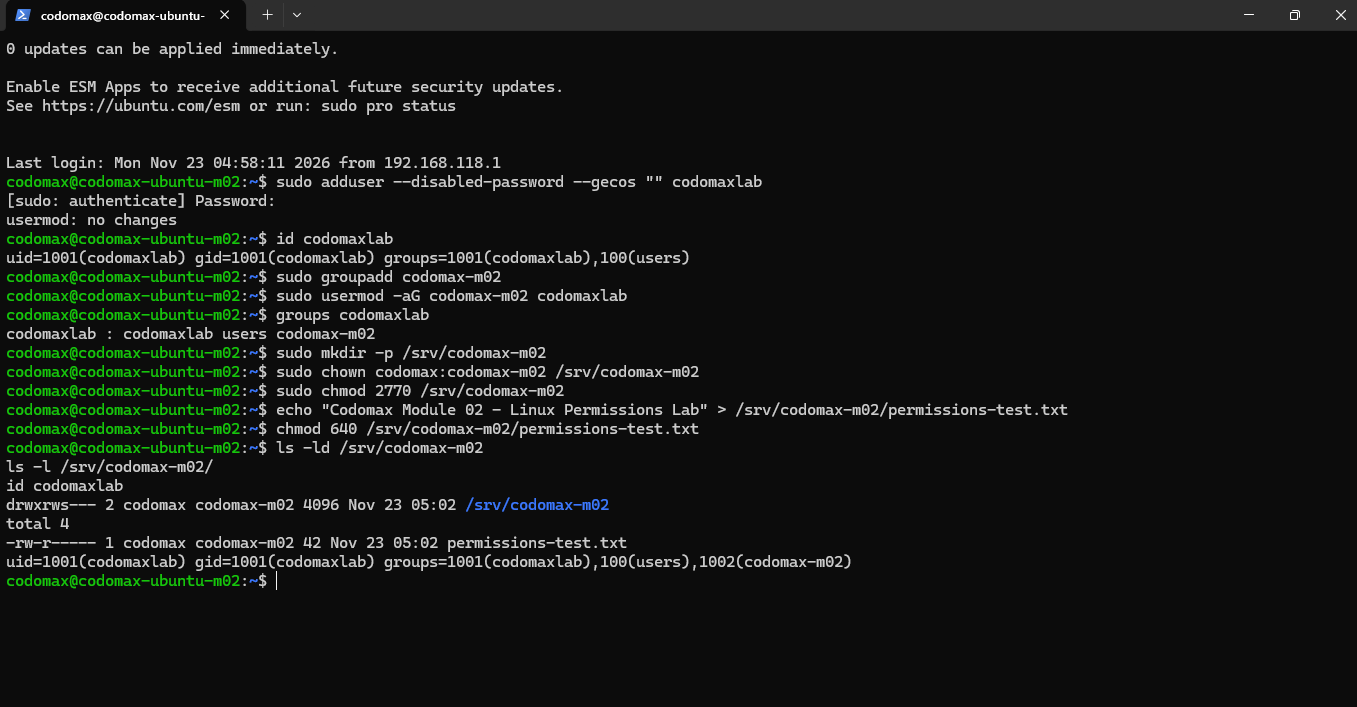 codomax@codomax-ubuntu-
0 updates can be applied immediately.
Enable ESM Apps to receive additional future security updates.
See https://ubuntu.com/esm or run: sudo pro status
Last login: Mon Nov 23 04:58:11 2026 from 192.168.118.1
codomax@codomax-ubuntu-m02:~$ sudo adduser --disabled-password --gecos "" codomaxlab
[sudo: authenticate] Password:
usermod: no changes
codomax@codomax-ubuntu-m02:~$ id codomaxlab
uid=1001(codomaxlab) gid=1001(codomaxlab) groups=1001(codomaxlab),100(users)
codomax@codomax-ubuntu-m02:~$ sudo groupadd codomax-m02
codomax@codomax-ubuntu-m02:~$ sudo usermod -aG codomax-m02 codomaxlab
codomax@codomax-ubuntu-m02:~$ groups codomaxlab
codomaxlab : codomaxlab users codomax-m02
codomax@codomax-ubuntu-m02:~$ sudo mkdir -p /srv/codomax-m02
codomax@codomax-ubuntu-m02:~$ sudo chown codomax:codomax-m02 /srv/codomax-m02
codomax@codomax-ubuntu-m02:~$ sudo chmod 2770 /srv/codomax-m02
codomax@codomax-ubuntu-m02:~$ echo "Codomax Module 02 - Linux Permissions Lab" > /srv/codomax-m02/permissions-test.txt
codomax@codomax-ubuntu-m02:~$ chmod 640 /srv/codomax-m02/permissions-test.txt
codomax@codomax-ubuntu-m02:~$ ls -ld /srv/codomax-m02
ls -l /srv/codomax-m02/
id codomaxlab
drwxrws--- 2 codomax codomax-m02 4096 Nov 23 05:02 /srv/codomax-m02
total 4
-rw-r----- 1 codomax codomax-m02 42 Nov 23 05:02 permissions-test.txt
uid=1001(codomaxlab) gid=1001(codomaxlab) groups=1001(codomaxlab),100(users),1002(codomax-m02)
codomax@codomax-ubuntu-m02:~$